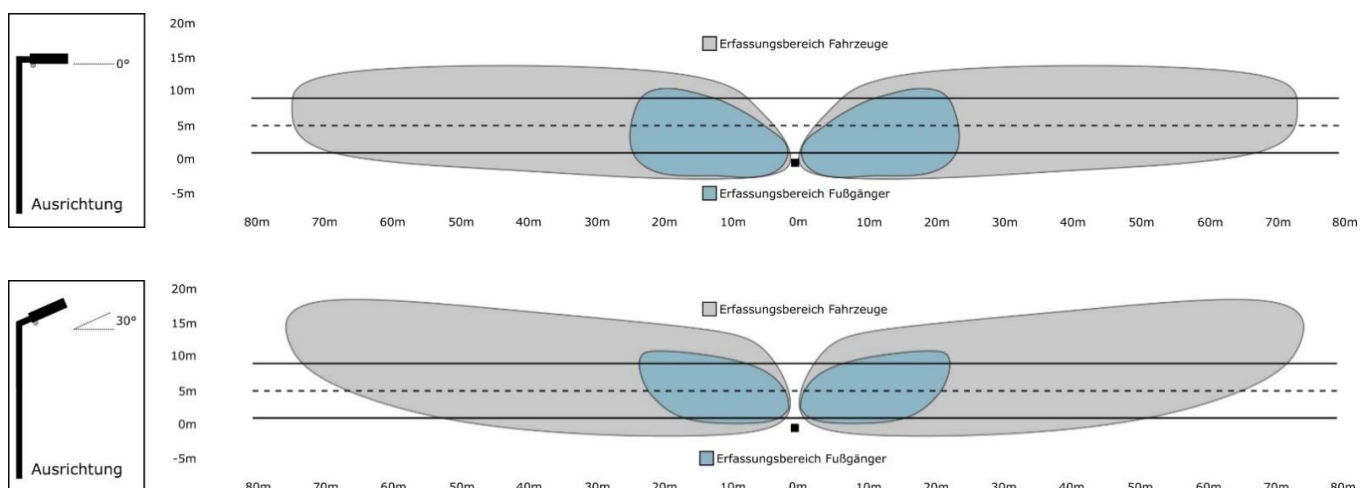 20m
Erfassungsbereich Fahrzeuge
15m
0°
10m
5m
0m
-5m
Erfassungsbereich Fußgänger
Ausrichtung
80m 70m 60m 50m 40m 30m 20m 10m 0m 10m 20m 30m 40m 50m 60m 70m 80m
20m
Erfassungsbereich Fahrzeuge
15m
30°
10m
5m
0m
-5m
Erfassungsbereich Fußgänger
Ausrichtung
80m 70m 60m 50m 40m 30m 20m 10m 0m 10m 20m 30m 40m 50m 60m 70m 80m